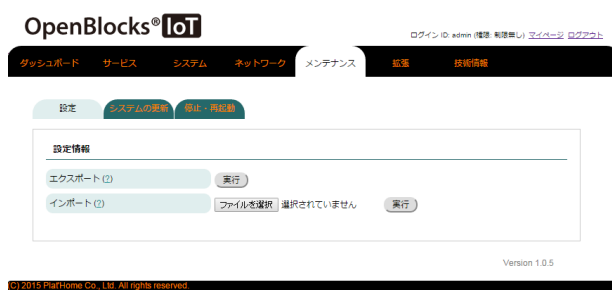 OpenBlocks® IoT
ログイン ID: admin (権限: 制限無し) マイページ ログアウト
ダッシュボード サービス システム ネットワーク メンテナンス 拡張 技術情報
設定 システムの更新 停止・再起動
設定情報
エクスポート (?) 実行
インポート (?) ファイルを選択 選択されていません 実行
Version 1.0.5
(C) 2015 Plat'Home Co., Ltd. All rights reserved.